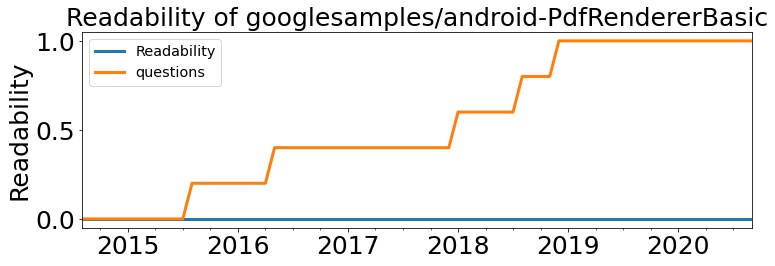 Readability of googlesamples/android-PdfRendererBasic
Readability
questions
Readability
1.0
0.5
0.0
2015 2016 2017 2018 2019 2020